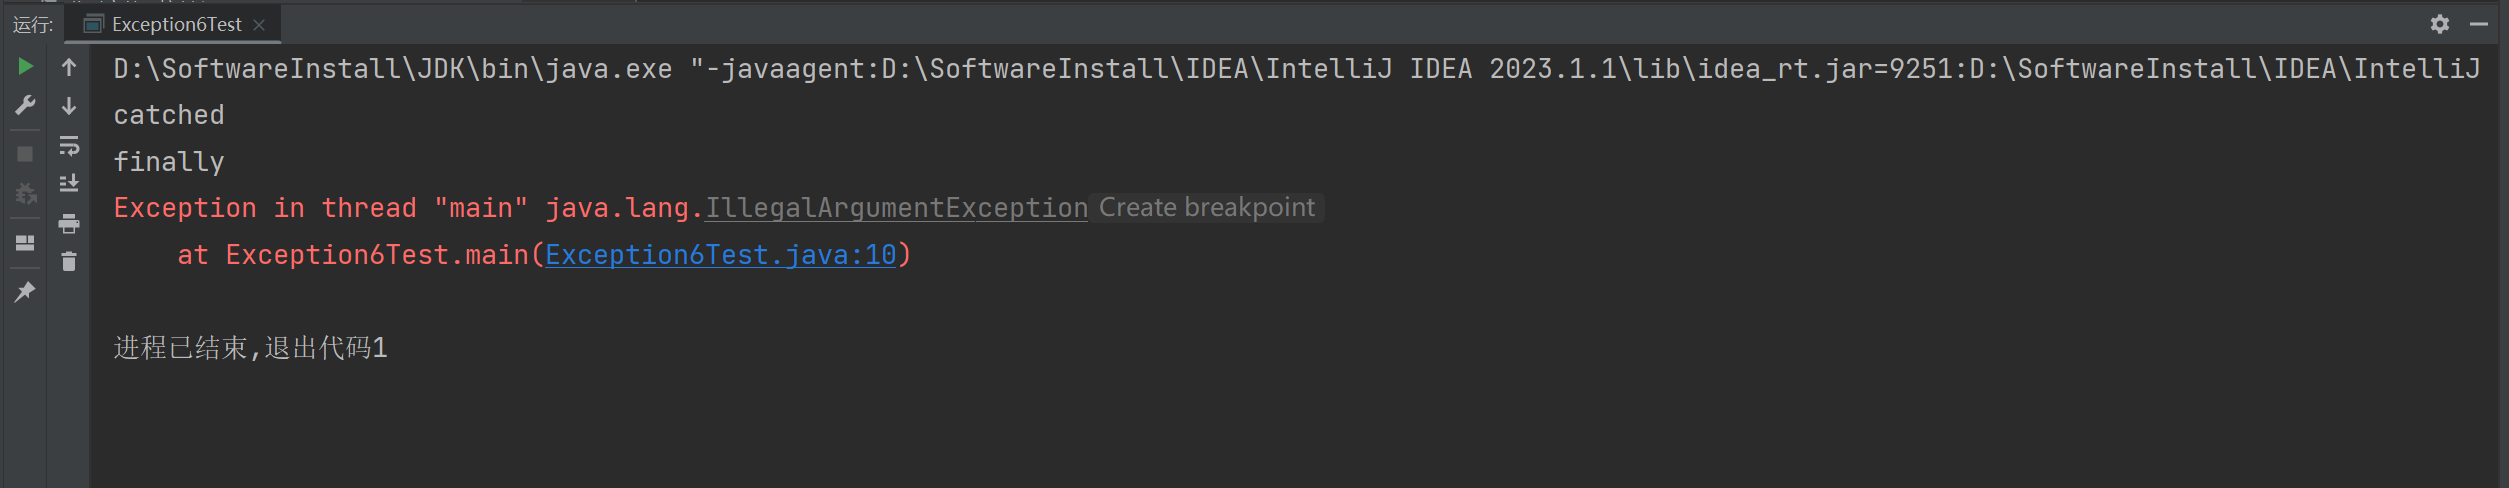 运行: Exception6Test
D:\SoftwareInstall\JDK\bin\java.exe "-javaagent:D:\SoftwareInstall\IDEA\IntelliJ IDEA 2023.1.1\lib\idea_rt.jar=9251:D:\SoftwareInstall\IDEA\IntelliJ
catched
finally
Exception in thread "main" java.lang.IllegalArgumentException Create breakpoint
at Exception6Test.main(Exception6Test.java:10)
进程已结束,退出代码1